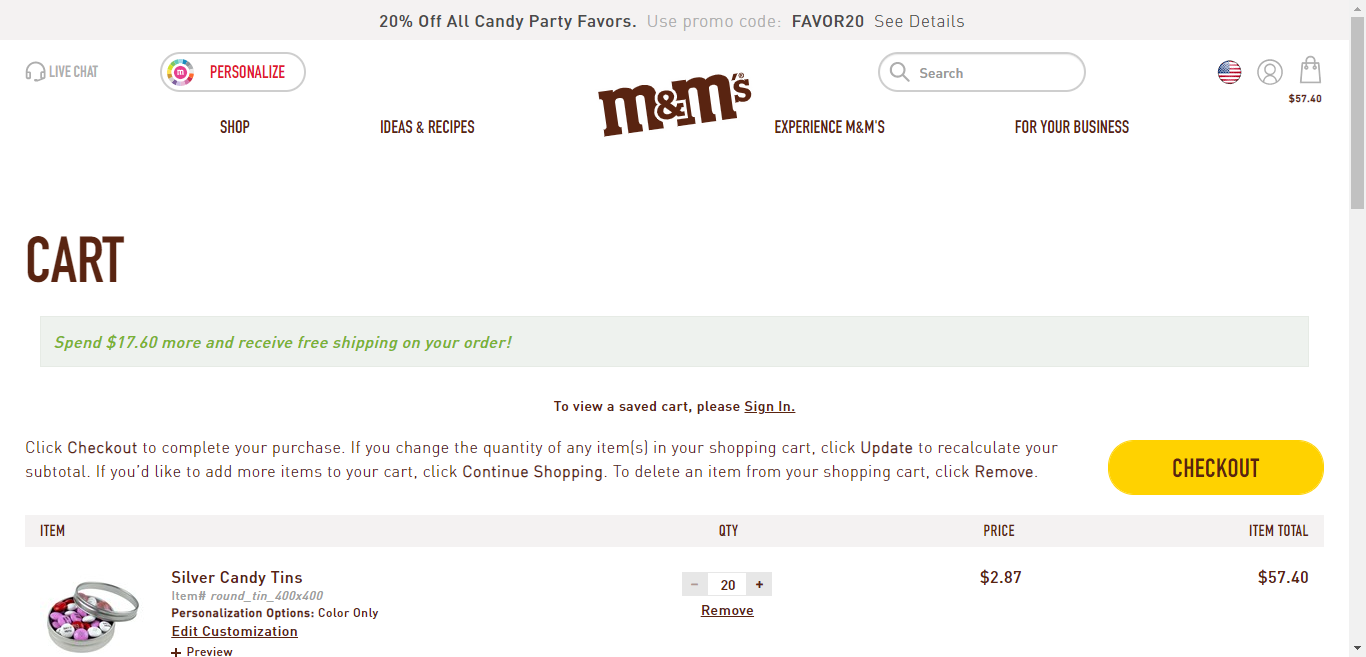 20% Off All Candy Party Favors. Use promo code: FAVOR20 See Details
LIVE CHAT
m
PERSONALIZE
m&m's®
Search
$57.40
SHOP
IDEAS & RECIPES
EXPERIENCE M&M'S
FOR YOUR BUSINESS
CART
Spend $17.60 more and receive free shipping on your order!
To view a saved cart, please Sign In.
Click Checkout to complete your purchase. If you change the quantity of any item(s) in your shopping cart, click Update to recalculate your
subtotal. If you'd like to add more items to your cart, click Continue Shopping. To delete an item from your shopping cart, click Remove.
CHECKOUT
ITEM QTY PRICE ITEM TOTAL
Silver Candy Tins − 20 + $2.87 $57.40
Item# round_tin_400x400
Remove
Personalization Options: Color Only
Edit Customization
+ Preview